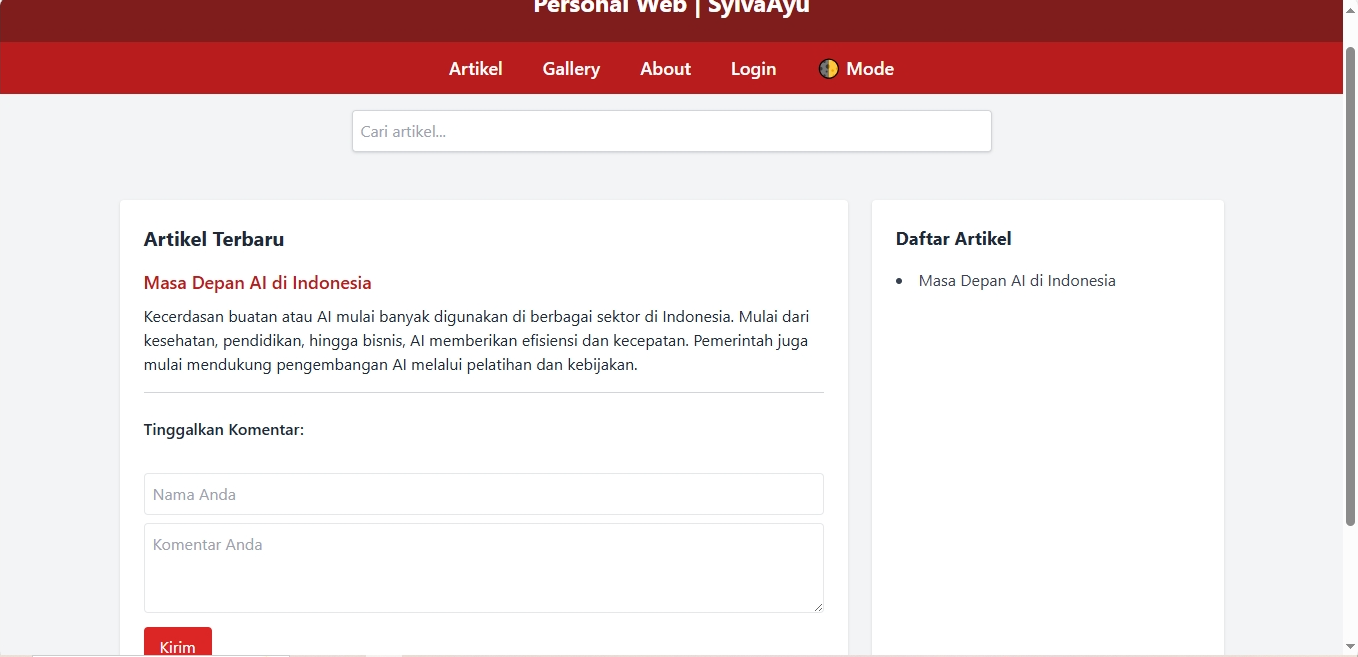 Personal Web | SylvaAyu
Artikel
Gallery
About
Login
Mode
Cari artikel...
Artikel Terbaru
Masa Depan AI di Indonesia
Kecerdasan buatan atau AI mulai banyak digunakan di berbagai sektor di Indonesia. Mulai dari
kesehatan, pendidikan, hingga bisnis, AI memberikan efisiensi dan kecepatan. Pemerintah juga
mulai mendukung pengembangan AI melalui pelatihan dan kebijakan.
Tinggalkan Komentar:
Nama Anda
Komentar Anda
Kirim
Daftar Artikel
Masa Depan AI di Indonesia